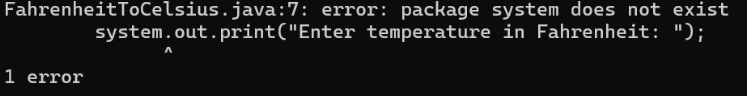 FahrenheitToCelsius.java:7: error: package system does not exist
        system.out.print("Enter temperature in Fahrenheit: ");
              ^
1 error